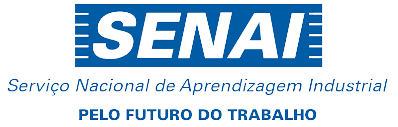 SENAI
Serviço Nacional de Aprendizagem Industrial
PELO FUTURO DO TRABALHO